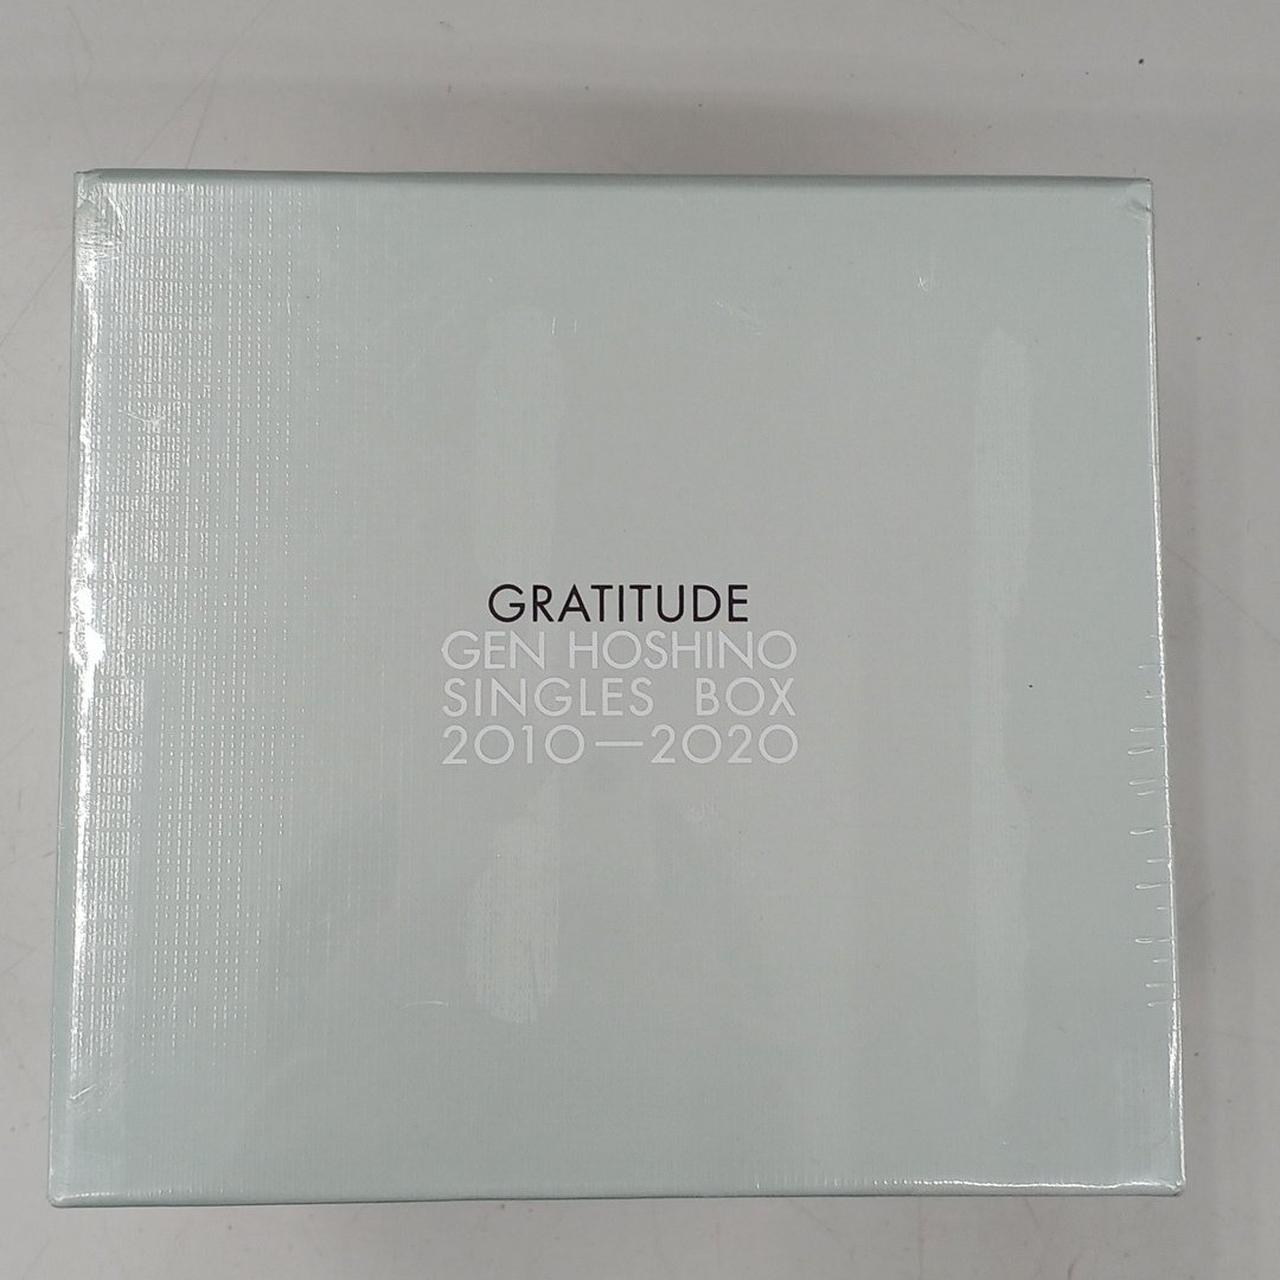 GRATITUDE
GEN HOSHINO
SINGLES BOX
2010—2020